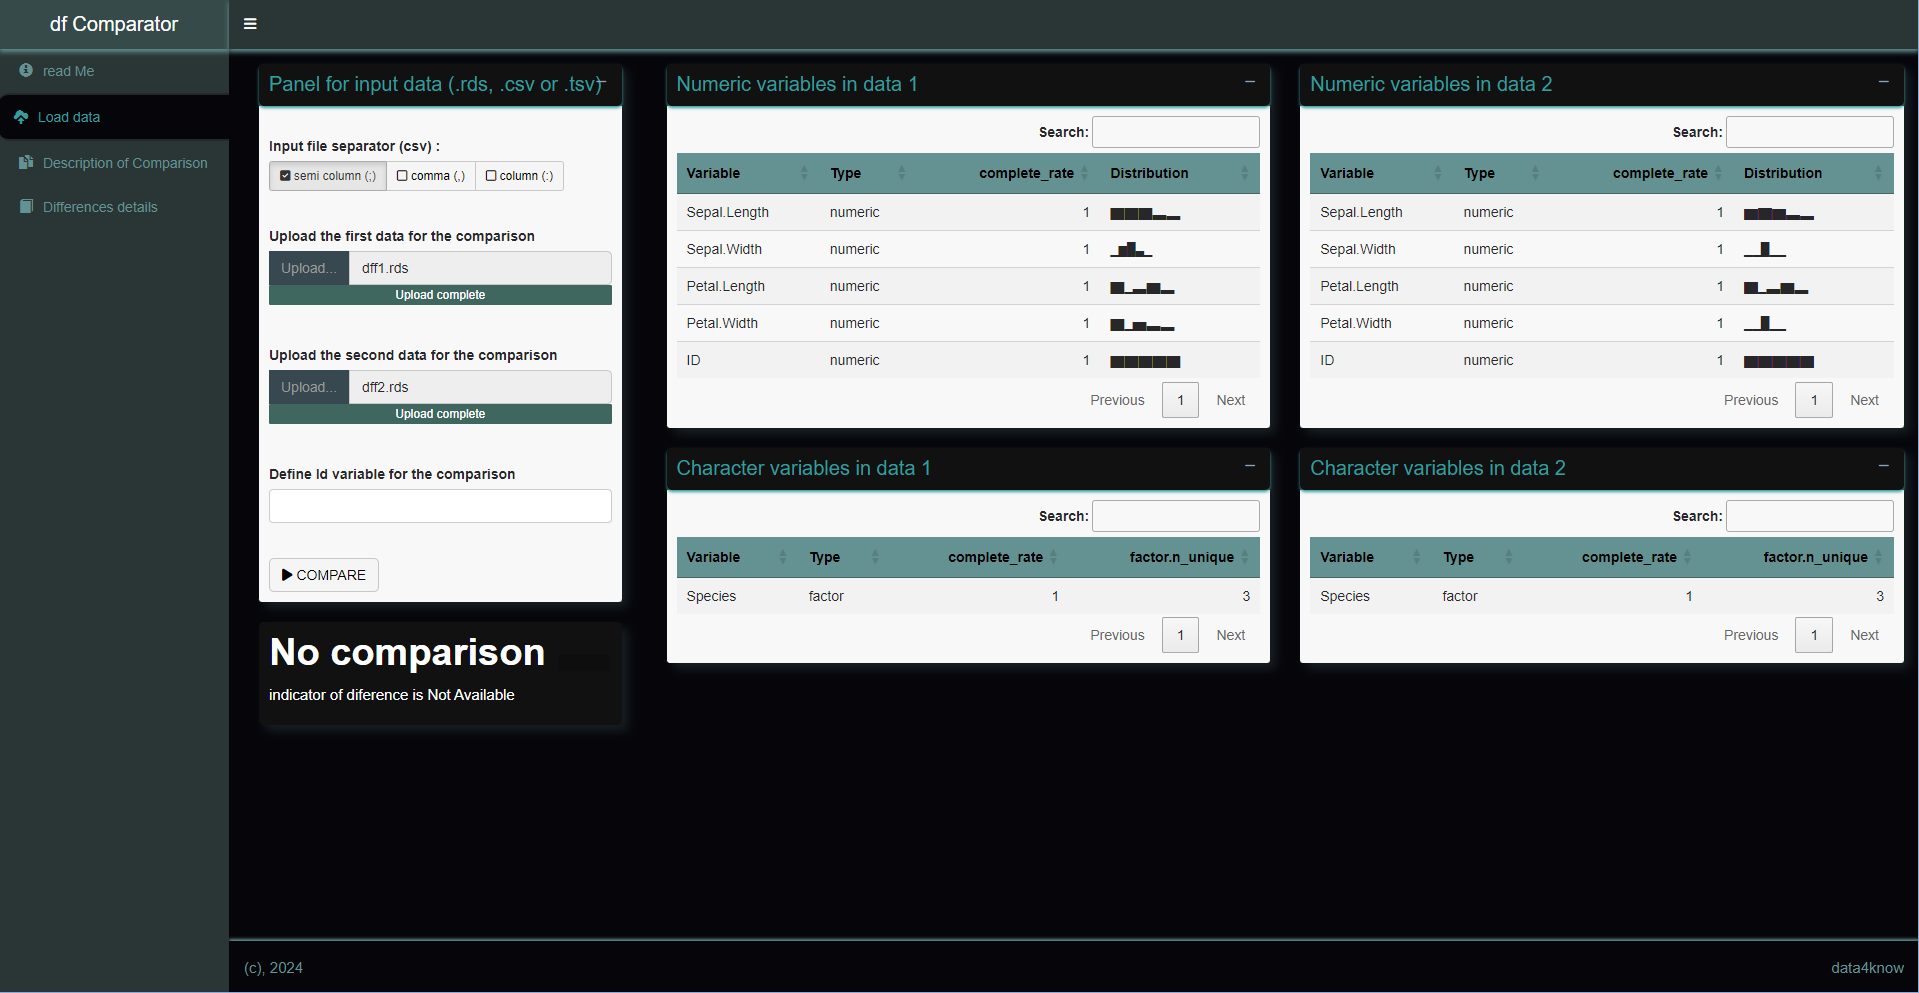 df Comparator
read Me
Load data
Description of Comparison
Differences details
Panel for input data (.rds, .csv or .tsv)
Input file separator (csv) :
semi column (;) comma (,) column (:)
Upload the first data for the comparison
Upload... dff1.rds
Upload complete
Upload the second data for the comparison
Upload... dff2.rds
Upload complete
Define Id variable for the comparison
COMPARE
No comparison
indicator of diference is Not Available
Numeric variables in data 1
Search:
Variable Type complete_rate Distribution
Sepal.Length numeric 1
Sepal.Width numeric 1
Petal.Length numeric 1
Petal.Width numeric 1
ID numeric 1
Previous 1 Next
Numeric variables in data 2
Search:
Variable Type complete_rate Distribution
Sepal.Length numeric 1
Sepal.Width numeric 1
Petal.Length numeric 1
Petal.Width numeric 1
ID numeric 1
Previous 1 Next
Character variables in data 1
Search:
Variable Type complete_rate factor.n_unique
Species factor 1 3
Previous 1 Next
Character variables in data 2
Search:
Variable Type complete_rate factor.n_unique
Species factor 1 3
Previous 1 Next
(c), 2024
data4know